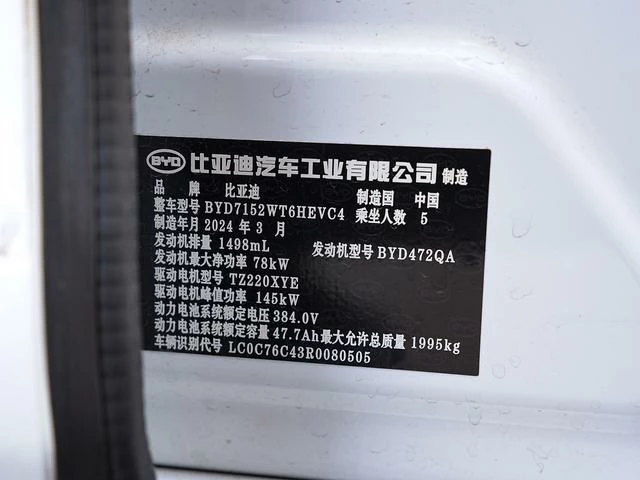 BYD 比亚迪汽车工业有限公司 制造
品 牌 比亚迪 制造国 中国
整车型号 BYD7152WT6HEVC4 乘坐人数 5
制造年月 2024 年 3 月
发动机排量 1498mL 发动机型号 BYD472QA
发动机最大净功率 78kW
驱动电机型号 TZ220XYE
驱动电机峰值功率 145kW
动力电池系统额定电压 384.0V
动力电池系统额定容量 47.7Ah 最大允许总质量 1995kg
车辆识别代号 LC0C76C43R0080505